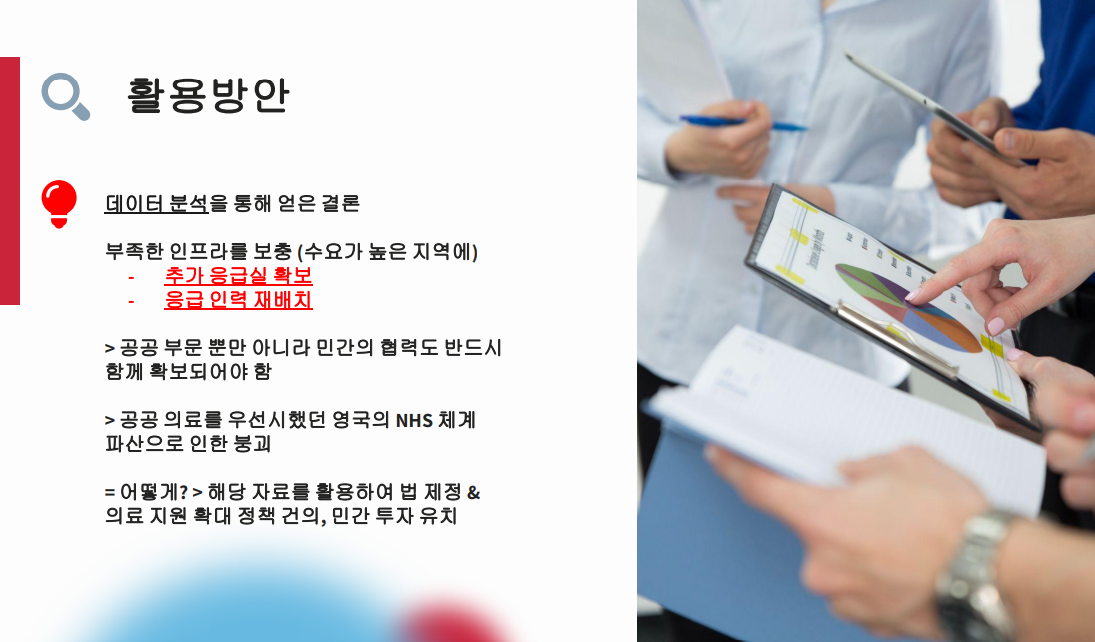 활용방안
데이터 분석을 통해 얻은 결론
부족한 인프라를 보충 (수요가 높은 지역에)
- 추가 응급실 확보
- 응급 인력 재배치
> 공공 부문 뿐만 아니라 민간의 협력도 반드시
함께 확보되어야 함
> 공공 의료를 우선시했던 영국의 NHS 체계
파산으로 인한 붕괴
= 어떻게? > 해당 자료를 활용하여 법 제정 &
의료 지원 확대 정책 건의, 민간 투자 유치